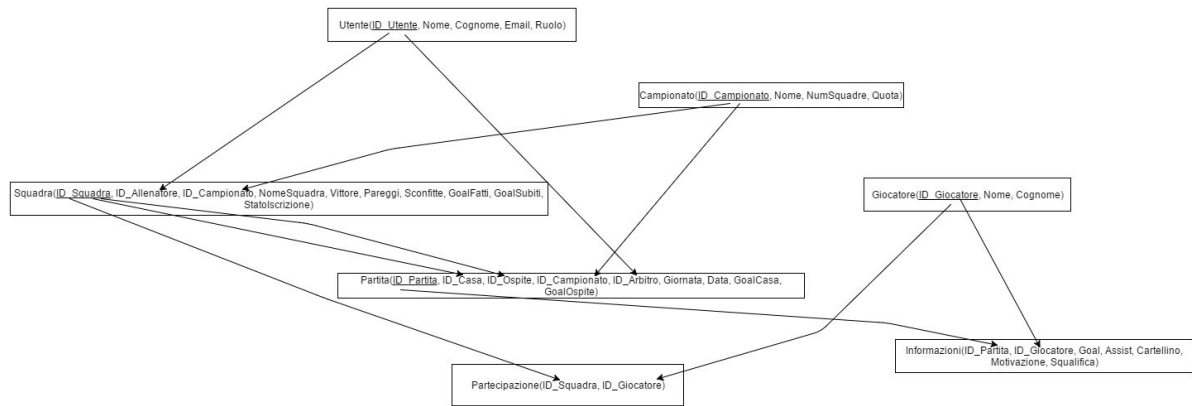 Utente(ID_Utente, Nome, Cognome, Email, Ruolo)
Campionato(ID_Campionato, Nome, NumSquadre, Quota)
Squadra(ID_Squadra, ID_Allenatore, ID_Campionato, NomeSquadra, Vittore, Pareggi, Sconfitte, GoalFatti, GoalSubiti,
StatoIscrizione)
Giocatore(ID_Giocatore, Nome, Cognome)
Partita(ID_Partita, ID_Casa, ID_Ospite, ID_Campionato, ID_Arbitro, Giornata, Data, GoalCasa,
GoalOspite)
Informazioni(ID_Partita, ID_Giocatore, Goal, Assist, Cartellino,
Motivazione, Squalifica)
Partecipazione(ID_Squadra, ID_Giocatore)